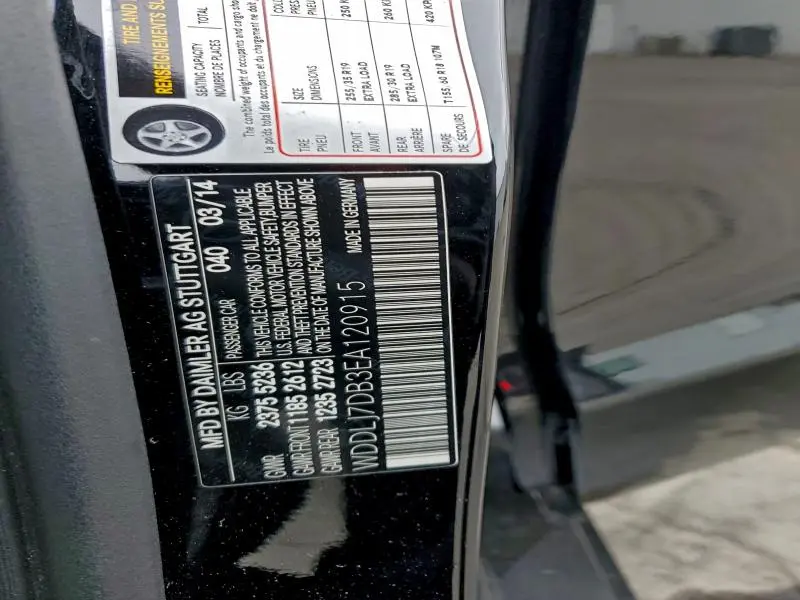 TIRE AND
RENSEIGNEMENTS
SEATING CAPACITY TOTAL
NOMBRE DE PLACES
The combined weight of occupants and cargo
Le poids total des occupants et du chargement ne doit
TIRE SIZE
PNEU DIMENSIONS
FRONT 255/35 R19
AVANT EXTRA LOAD
REAR 285/30 R19
ARRIÈRE EXTRA LOAD 420 KP
SPARE T155 60 R18 107M
DE SECOURS
MFD BY DAIMLER AG STUTTGART
KG LBS PASSENGER CAR 040 03/14
GVWR 2375 5236 THIS VEHICLE CONFORMS TO ALL APPLICABLE
GAWR FRONT 1185 2612 U.S. FEDERAL MOTOR VEHICLE SAFETY, BUMPER
GAWR REAR 1235 2723 AND THEFT PREVENTION STANDARDS IN EFFECT
ON THE DATE OF MANUFACTURE SHOWN ABOVE
WDDLJ7DB3EA120915 MADE IN GERMANY